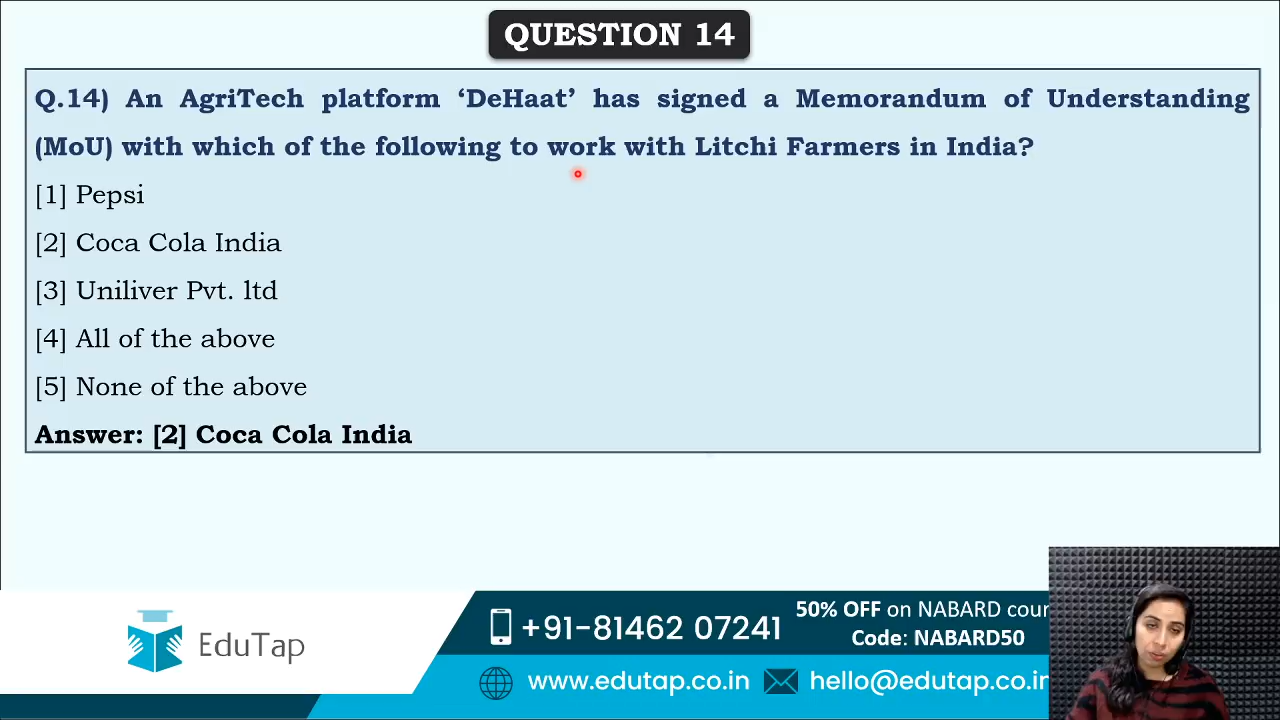 QUESTION 14
Q.14) An AgriTech platform ‘DeHaat’ has signed a Memorandum of Understanding
(MoU) with which of the following to work with Litchi Farmers in India?
[1] Pepsi
[2] Coca Cola India
[3] Uniliver Pvt. ltd
[4] All of the above
[5] None of the above
Answer: [2] Coca Cola India
EduTap
+91-81462 07241
50% OFF on NABARD cour
Code: NABARD50
www.edutap.co.in
hello@edutap.co.in